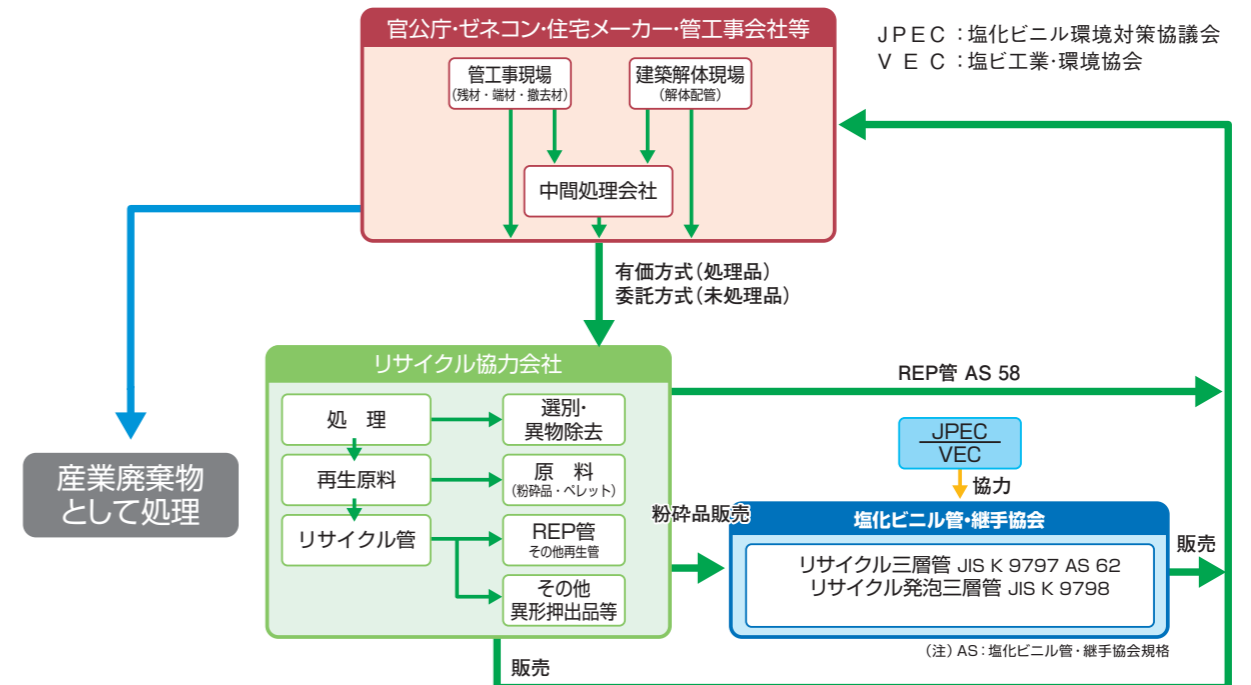 官公庁・ゼネコン・住宅メーカー・管工事会社等
JPEC：塩化ビニル環境対策協議会
VEC：塩ビ工業・環境協会
管工事現場
（残材・端材・撤去材）
建築解体現場
（解体配管）
中間処理会社
有価方式（処理品）
委託方式（未処理品）
リサイクル協力会社
処　理
選別・
異物除去
再生原料
原　料
（粉砕品・ペレット）
リサイクル管
REP管
その他再生管
その他
異形押出品等
産業廃棄物
として処理
REP管 AS 58
JPEC
VEC
協力
粉砕品販売
塩化ビニル管・継手協会
リサイクル三層管 JIS K 9797 AS 62
リサイクル発泡三層管 JIS K 9798
販売
（注）AS：塩化ビニル管・継手協会規格
販売